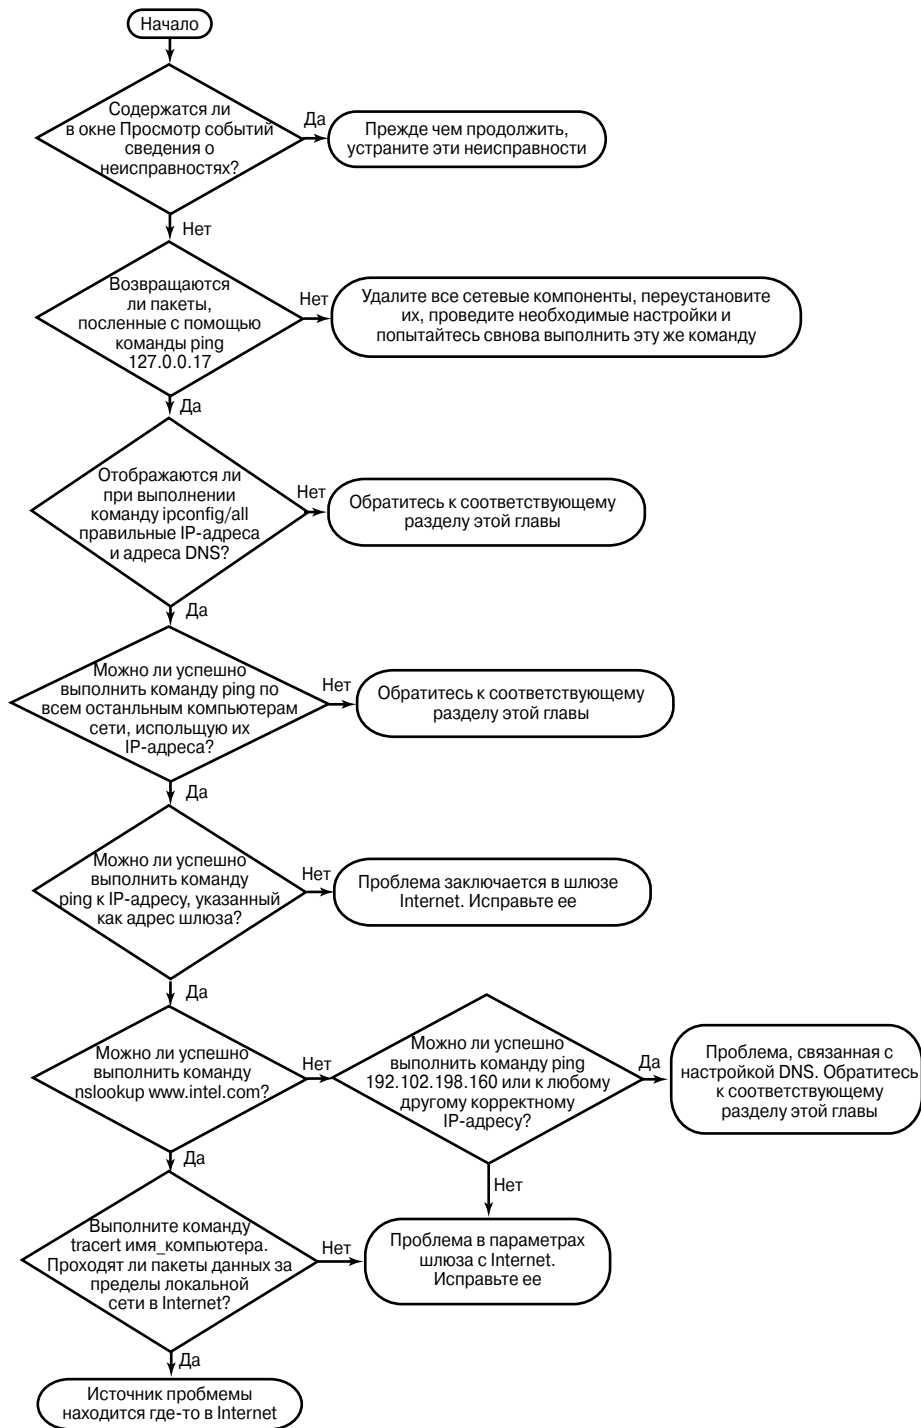 Начало
Содержатся ли
в окне Просмотр событий
сведения о
неисправностях?
Да
Прежде чем продолжить,
устраните эти неисправности
Нет
Возвращаются
ли пакеты,
посленные с помощью
команды ping
127.0.0.17
Нет
Удалите все сетевые компоненты, переустановите
их, проведите необходимые настройки и
попытайтесь свнова выполнить эту же команду
Да
Отображаются ли
при выполнении
команду ipconfig/all
правильные IP-адреса
и адреса DNS?
Нет
Обратитесь к соответствующему
разделу этой главы
Да
Можно ли успешно
выполнить команду ping по
всем останльным компьютерам
сети, использщую их
IP-адреса?
Нет
Обратитесь к соответствующему
разделу этой главы
Да
Можно ли успешно
выполнить команду
ping к IP-адресу, указанный
как адрес шлюза?
Нет
Проблема заключается в шлюзе
Internet. Исправьте ее
Да
Можно ли успешно
выполнить команду
nslookup www.intel.com?
Нет
Можно ли успешно
выполнить команду ping
192.102.198.160 или к любому
другому корректному
IP-адресу?
Да
Проблема, связанная с
настройкой DNS. Обратитесь
к соответствующему
разделу этой главы
Да
Нет
Выполните команду
tracert имя_компьютера.
Проходят ли пакеты данных за
пределы локальной
сети в Internet?
Нет
Проблема в параметрах
шлюза с Internet.
Исправьте ее
Да
Источник пробмемы
находится где-то в Internet